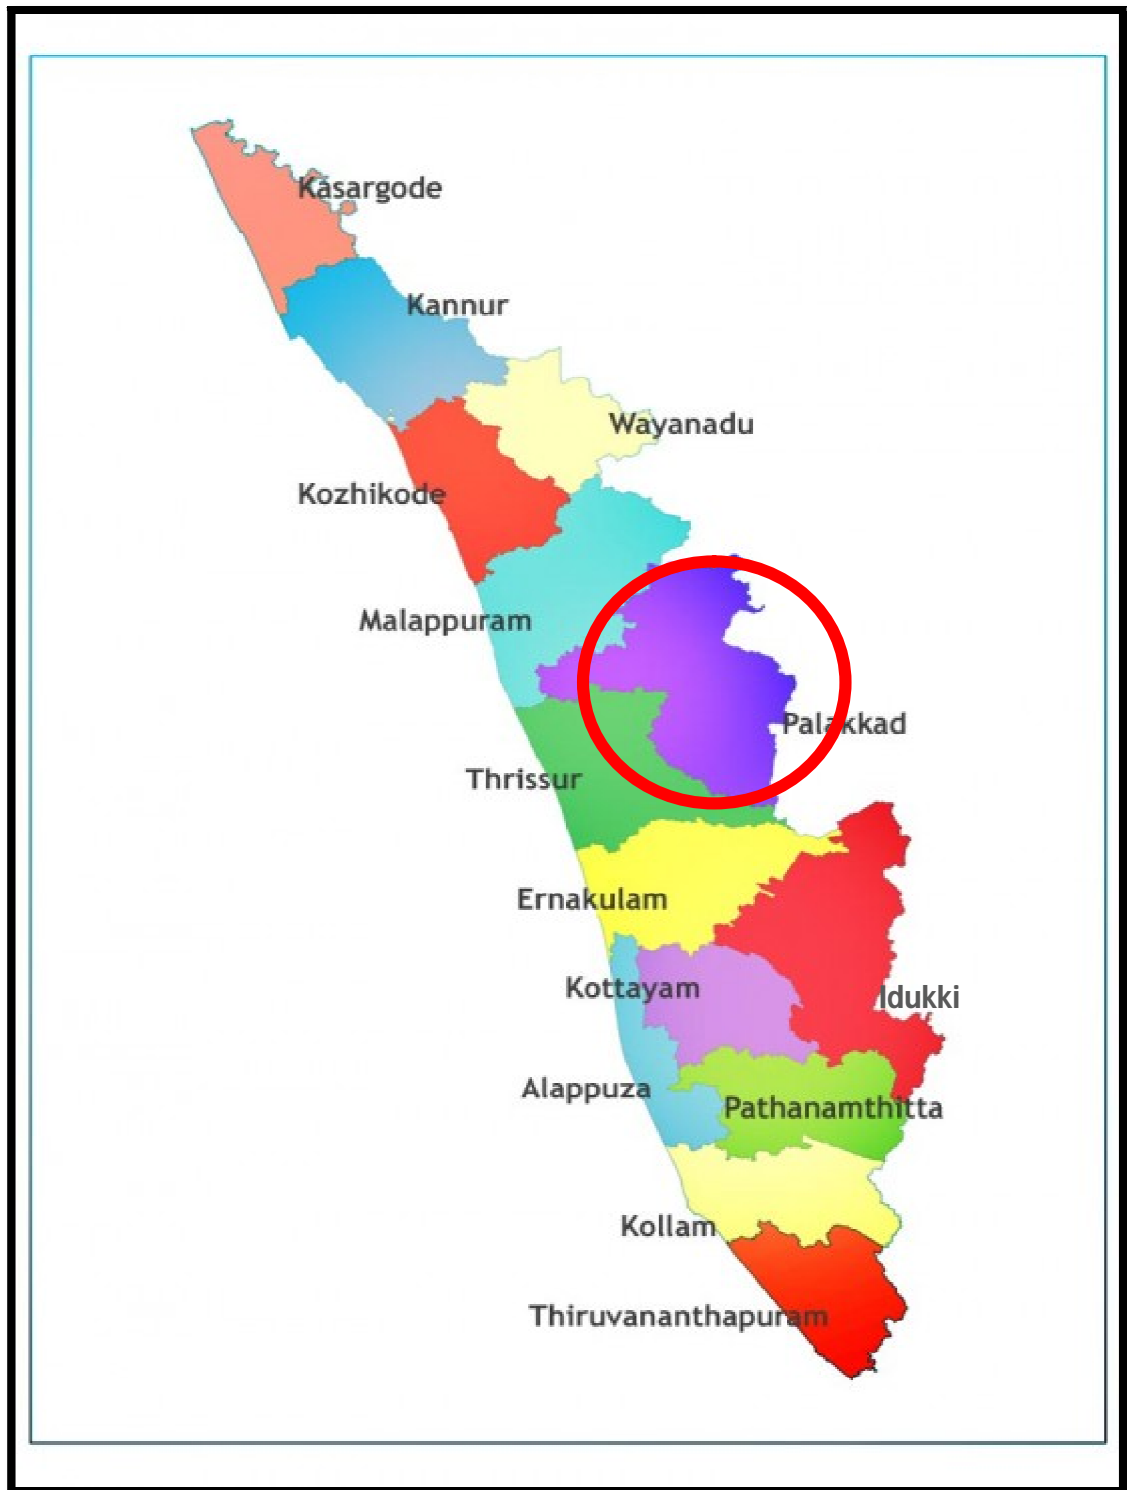 Kasargode
Kannur
Wayanadu
Kozhikode
Malappuram
Palakkad
Thrissur
Ernakulam
Kottayam
Idukki
Alappuza
Pathanamthitta
Kollam
Thiruvananthapuram